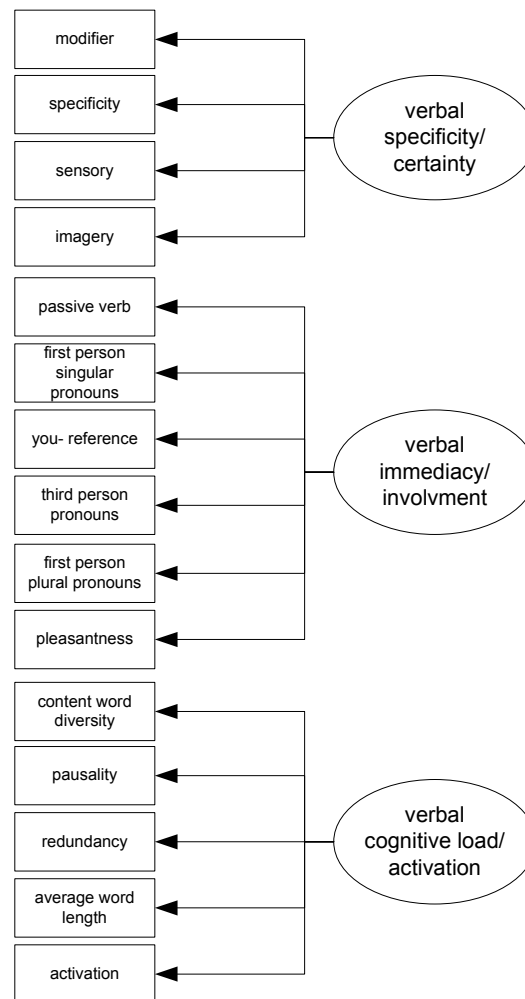 modifier
specificity
sensory
imagery
verbal
specificity/
certainty
passive verb
first person
singular
pronouns
you- reference
third person
pronouns
first person
plural pronouns
pleasantness
verbal
immediacy/
involvment
content word
diversity
pausality
redundancy
average word
length
activation
verbal
cognitive load/
activation